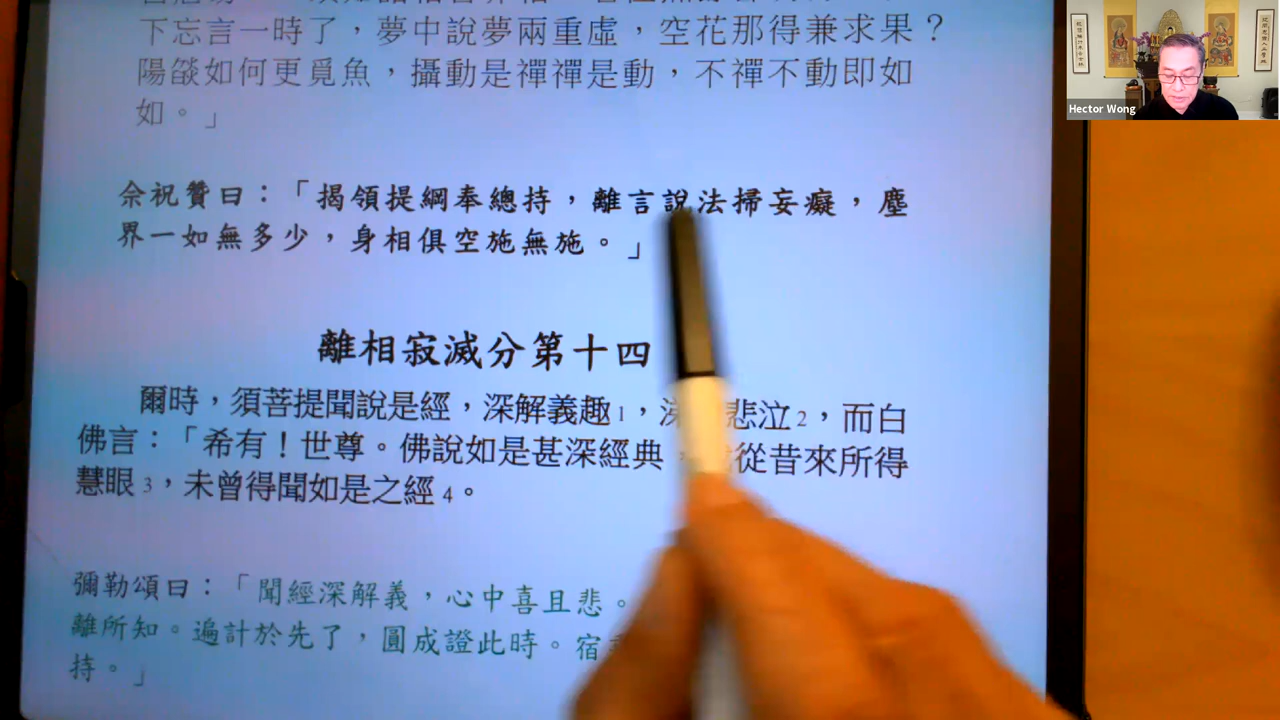 下忘言一時了，夢中說夢兩重虛，空花那得兼求果？
陽燄如何更覓魚，攝動是禪禪是動，不禪不動即如
如。」
佘祝贊曰：「揭領提綱奉總持，離言說法掃妄癡，塵
界一如無多少，身相俱空施無施。」
離相寂滅分第十四
爾時，須菩提聞說是經，深解義趣1，悲泣2，而白
佛言：「希有！世尊。佛說如是甚深經典，從昔來所得
慧眼3，未曾得聞如是之經4。
彌勒頌曰：「聞經深解義，心中喜且悲。
離所知。遍計於先了，圓成證此時。宿
持。」
Hector Wong